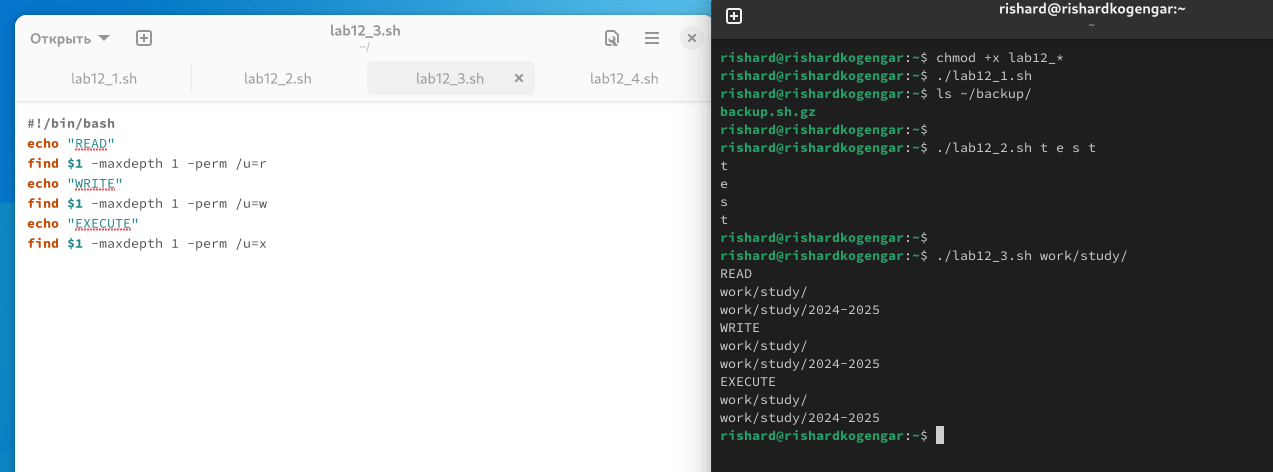 Открыть
lab12_3.sh
~/
lab12_1.sh
lab12_2.sh
lab12_3.sh
lab12_4.sh
#!/bin/bash
echo "READ"
find $1 -maxdepth 1 -perm /u=r
echo "WRITE"
find $1 -maxdepth 1 -perm /u=w
echo "EXECUTE"
find $1 -maxdepth 1 -perm /u=x
rishard@rishardkogengar:~
~
rishard@rishardkogengar:~$ chmod +x lab12_*
rishard@rishardkogengar:~$ ./lab12_1.sh
rishard@rishardkogengar:~$ ls ~/backup/
backup.sh.gz
rishard@rishardkogengar:~$
rishard@rishardkogengar:~$ ./lab12_2.sh t e s t
t
e
s
t
rishard@rishardkogengar:~$
rishard@rishardkogengar:~$ ./lab12_3.sh work/study/
READ
work/study/
work/study/2024-2025
WRITE
work/study/
work/study/2024-2025
EXECUTE
work/study/
work/study/2024-2025
rishard@rishardkogengar:~$